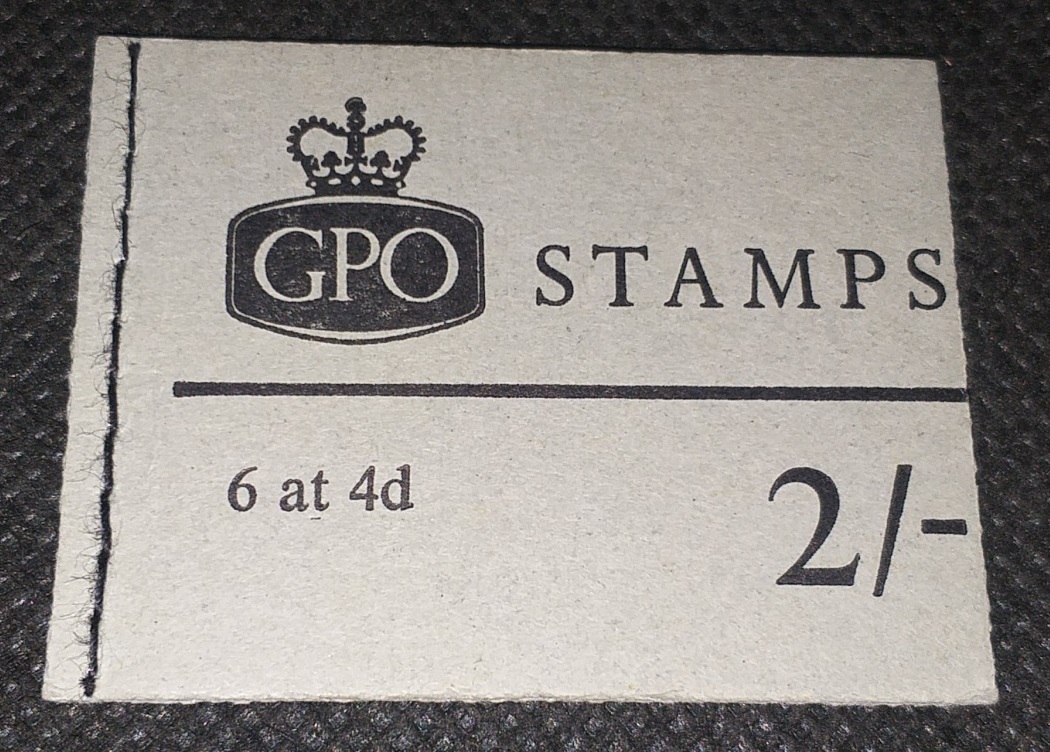 GPO STAMPS
6 at 4d 2/-